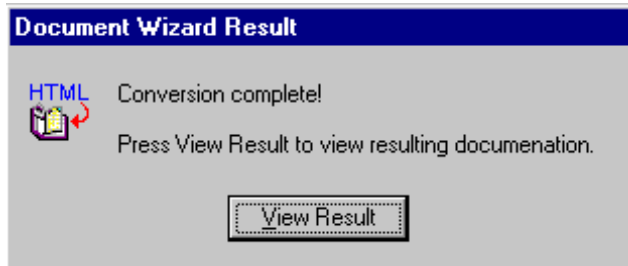 Document Wizard Result
HTML
Conversion complete!
Press View Result to view resulting documenation.
View Result